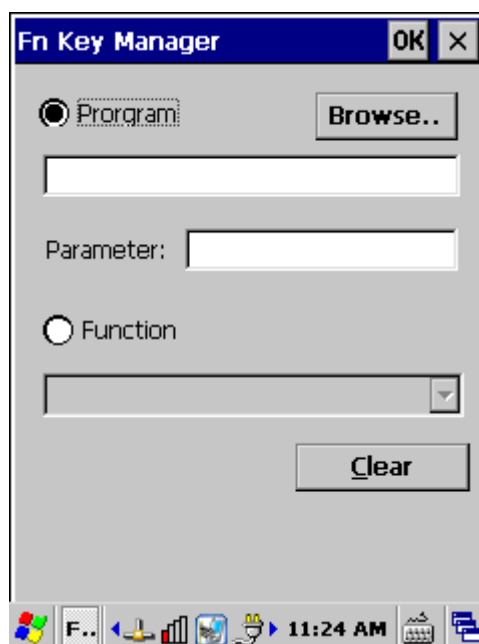 Fn Key Manager OK
Prorgram Browse..
Parameter:
Function
Clear
F.. 11:24 AM